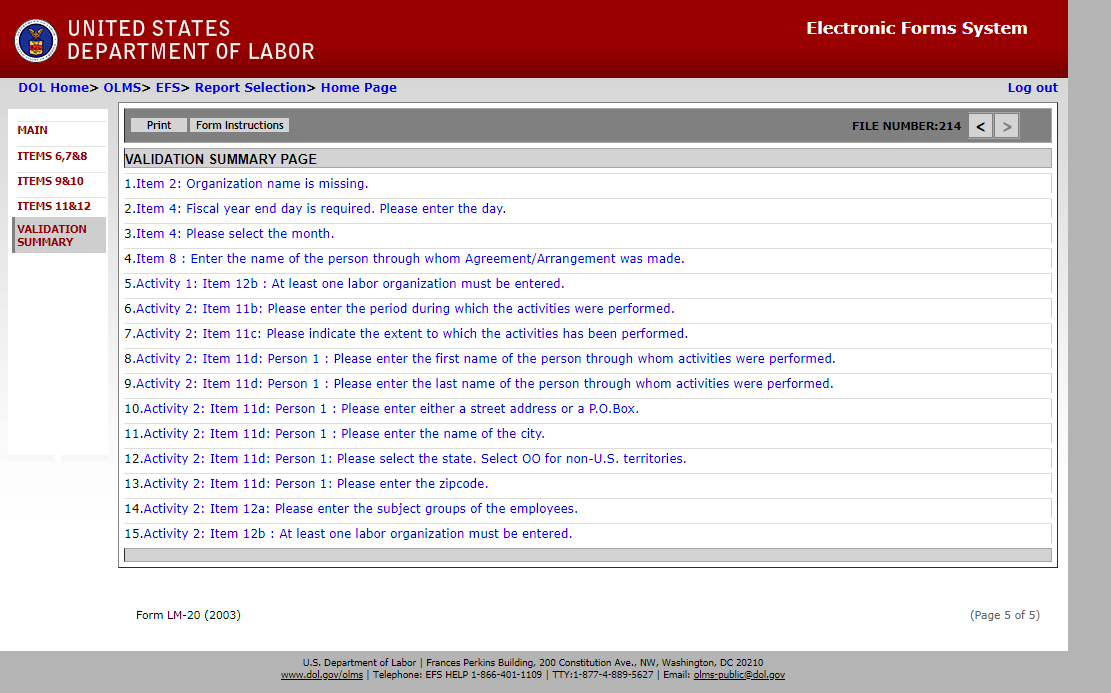 UNITED STATES
DEPARTMENT OF LABOR
Electronic Forms System
DOL Home> OLMS> EFS> Report Selection> Home Page
Log out
MAIN
ITEMS 6,7&8
ITEMS 9&10
ITEMS 11&12
VALIDATION
SUMMARY
Print
Form Instructions
FILE NUMBER:214
<
>
VALIDATION SUMMARY PAGE
1.Item 2: Organization name is missing.
2.Item 4: Fiscal year end day is required. Please enter the day.
3.Item 4: Please select the month.
4.Item 8 : Enter the name of the person through whom Agreement/Arrangement was made.
5.Activity 1: Item 12b : At least one labor organization must be entered.
6.Activity 2: Item 11b: Please enter the period during which the activities were performed.
7.Activity 2: Item 11c: Please indicate the extent to which the activities has been performed.
8.Activity 2: Item 11d: Person 1 : Please enter the first name of the person through whom activities were performed.
9.Activity 2: Item 11d: Person 1 : Please enter the last name of the person through whom activities were performed.
10.Activity 2: Item 11d: Person 1 : Please enter either a street address or a P.O.Box.
11.Activity 2: Item 11d: Person 1 : Please enter the name of the city.
12.Activity 2: Item 11d: Person 1: Please select the state. Select OO for non-U.S. territories.
13.Activity 2: Item 11d: Person 1: Please enter the zipcode.
14.Activity 2: Item 12a: Please enter the subject groups of the employees.
15.Activity 2: Item 12b : At least one labor organization must be entered.
Form LM-20 (2003)
(Page 5 of 5)
U.S. Department of Labor | Frances Perkins Building, 200 Constitution Ave., NW, Washington, DC 20210
www.dol.gov/olms | Telephone: EFS HELP 1-866-401-1109 | TTY:1-877-4-889-5627 | Email: olms-public@dol.gov